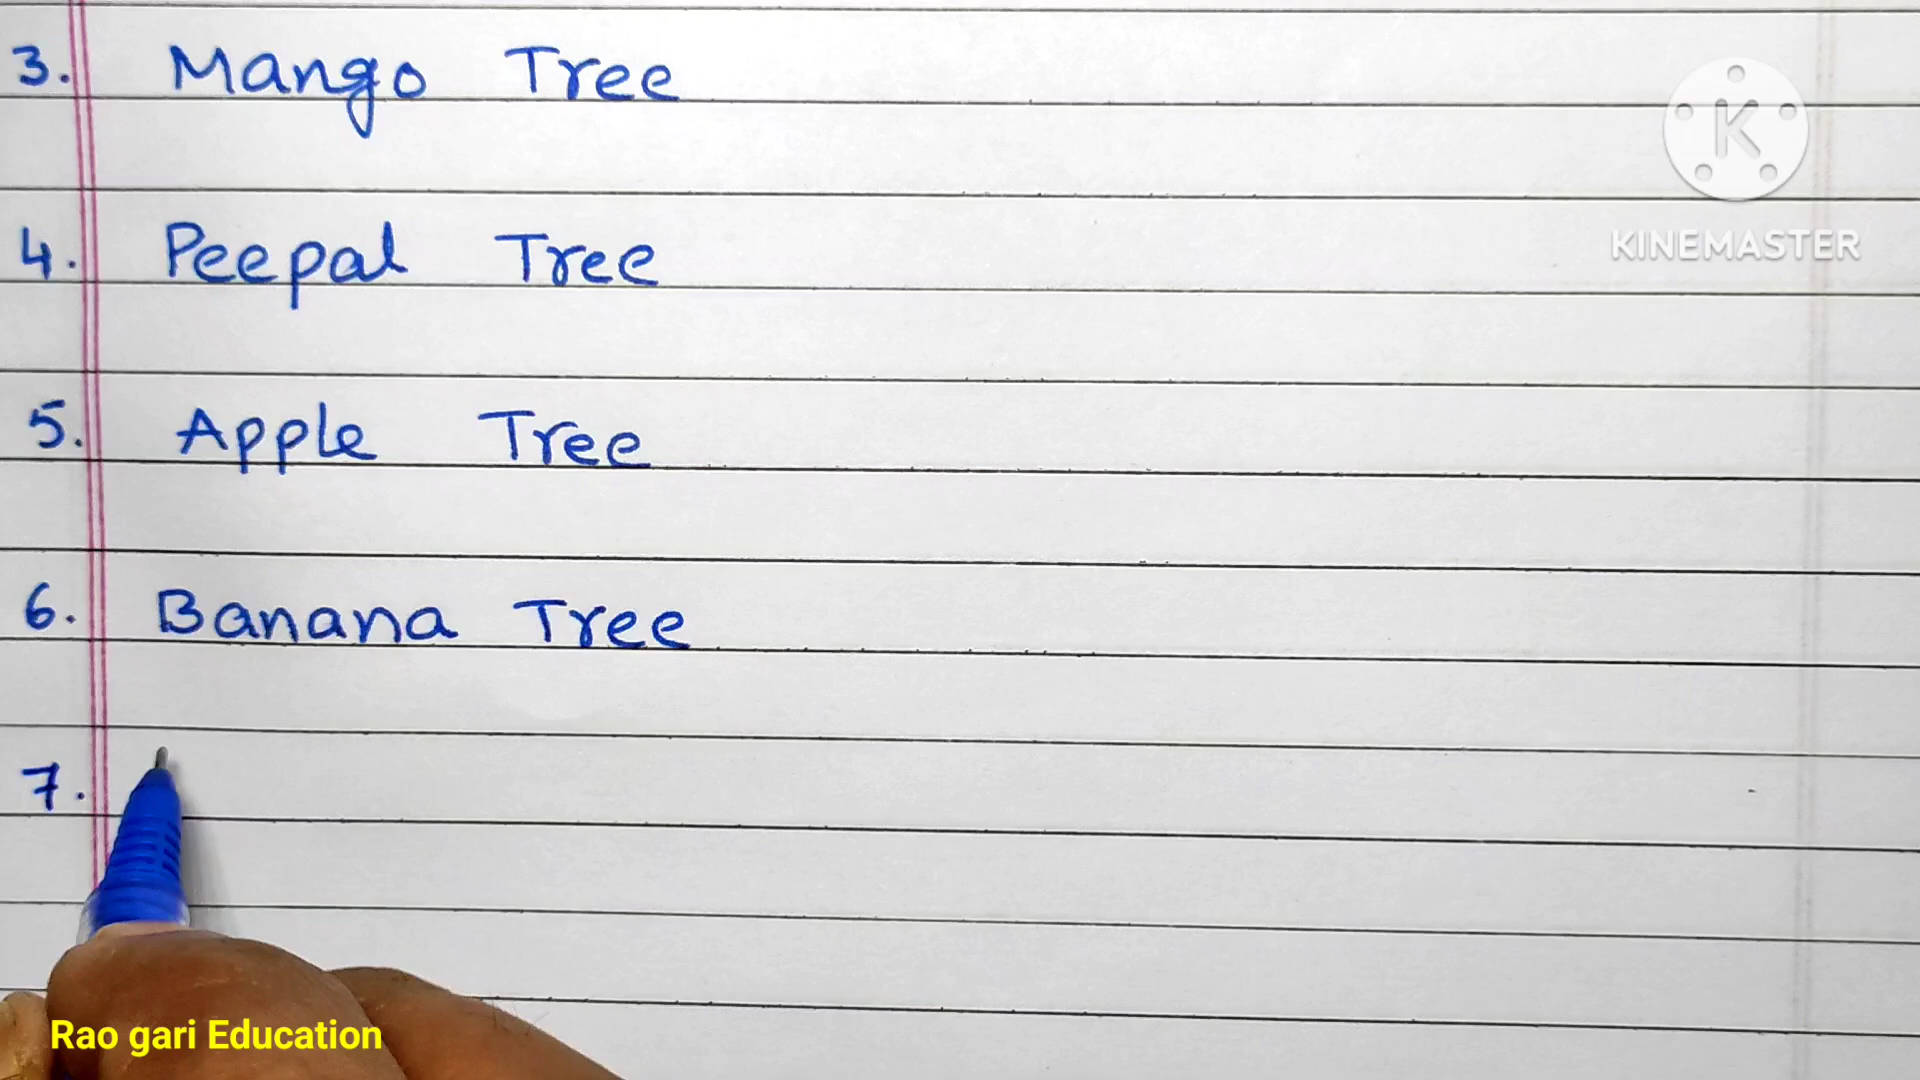 3. Mango Tree
K
KINEMASTER
4. Peepal Tree
5. Apple Tree
6. Banana Tree
7.
Rao gari Education